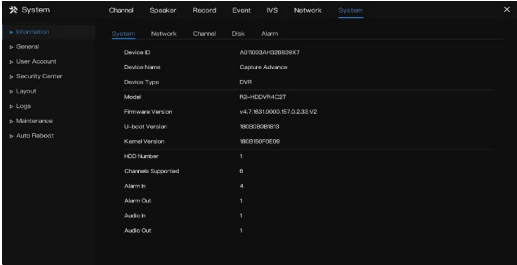 System Channel Speaker Record Event IVS Network System
Information System Network Channel Disk Alarm
General Device ID
User Account Device Name Capture Advance
Security Center Device Type DVR
Layout Model R2-HDDVR4C2T
Logs Firmware Version v4.7.1631.0000.157.0.2.33.V2
Maintenance U-boot Version
Auto Reboot Kernel Version
HDD Number 1
Channels Supported 6
Alarm In 4
Alarm Out 1
Audio In 1
Audio Out 1